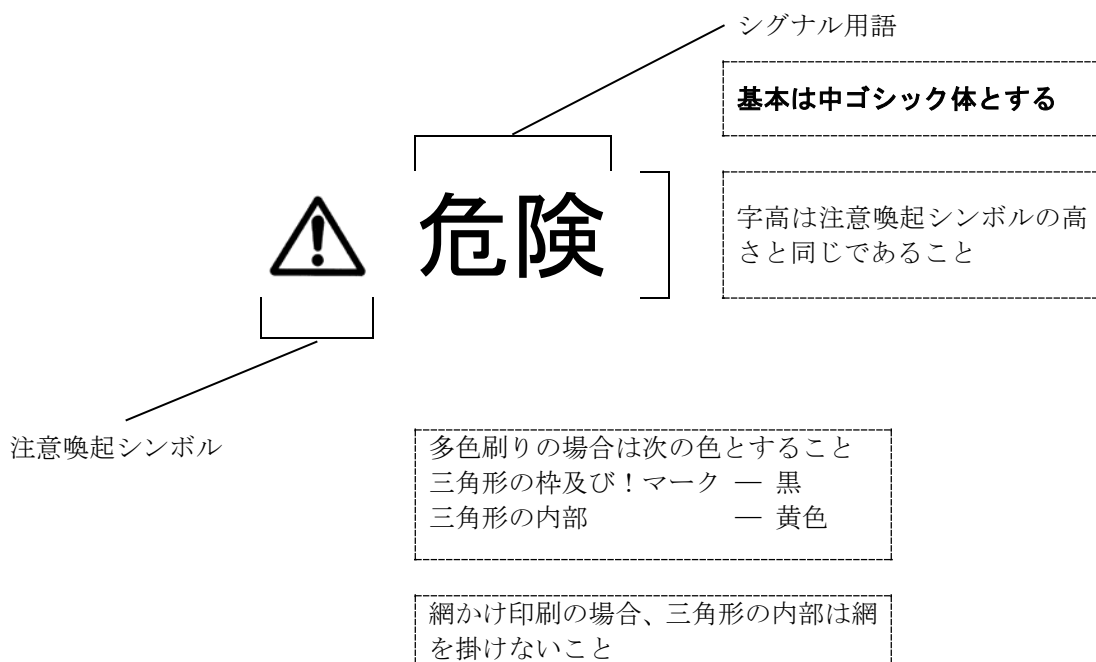 シグナル用語
基本は中ゴシック体とする
危険
字高は注意喚起シンボルの高
さと同じであること
注意喚起シンボル
多色刷りの場合は次の色とすること
三角形の枠及び！マーク ― 黒
三角形の内部 ― 黄色
網かけ印刷の場合、三角形の内部は網
を掛けないこと